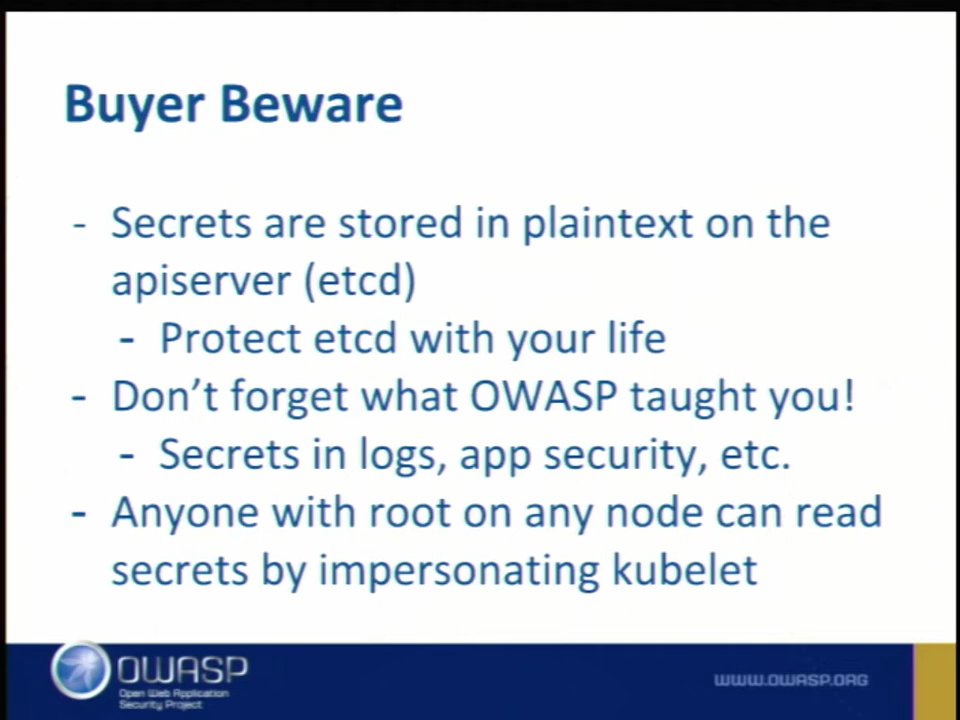 Buyer Beware
- Secrets are stored in plaintext on the
apiserver (etcd)
- Protect etcd with your life
- Don’t forget what OWASP taught you!
- Secrets in logs, app security, etc.
- Anyone with root on any node can read
secrets by impersonating kubelet
OWASP
Open Web Application
Security Project
WWW.OWASP.ORG